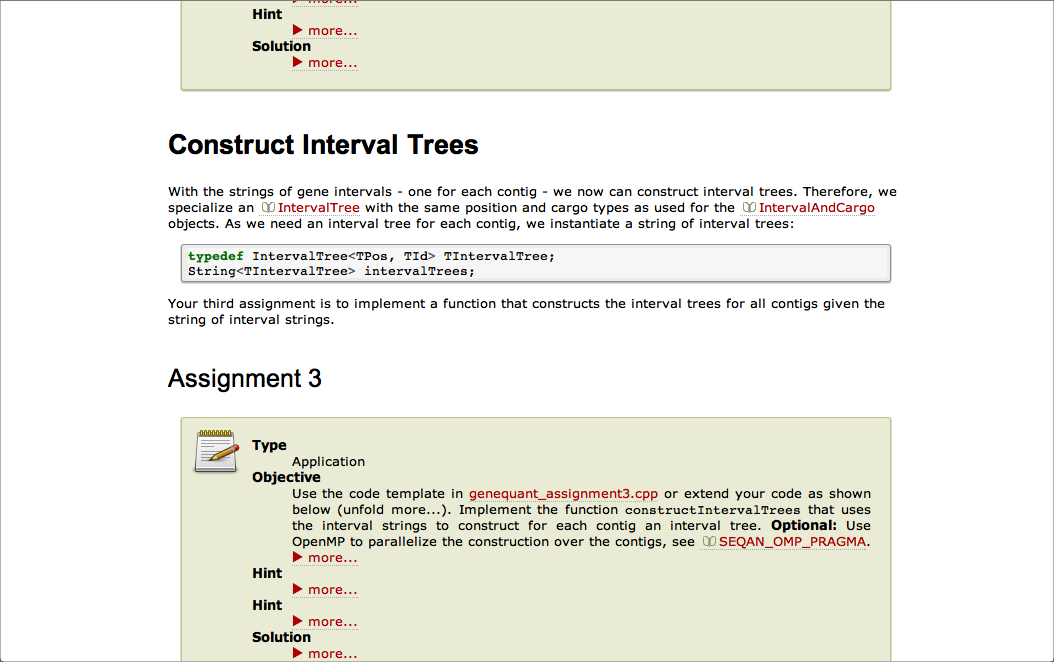 more...
Hint
more...
Solution
more...
Construct Interval Trees
With the strings of gene intervals - one for each contig - we now can construct interval trees. Therefore, we
specialize an IntervalTree with the same position and cargo types as used for the IntervalAndCargo
objects. As we need an interval tree for each contig, we instantiate a string of interval trees:
typedef IntervalTree<TPos, TId> TIntervalTree;
String<TIntervalTree> intervalTrees;
Your third assignment is to implement a function that constructs the interval trees for all contigs given the
string of interval strings.
Assignment 3
Type
Application
Objective
Use the code template in genequant_assignment3.cpp or extend your code as shown
below (unfold more...). Implement the function constructIntervalTrees that uses
the interval strings to construct for each contig an interval tree. Optional: Use
OpenMP to parallelize the construction over the contigs, see SEQAN_OMP_PRAGMA.
more...
Hint
more...
Hint
more...
Solution
more...